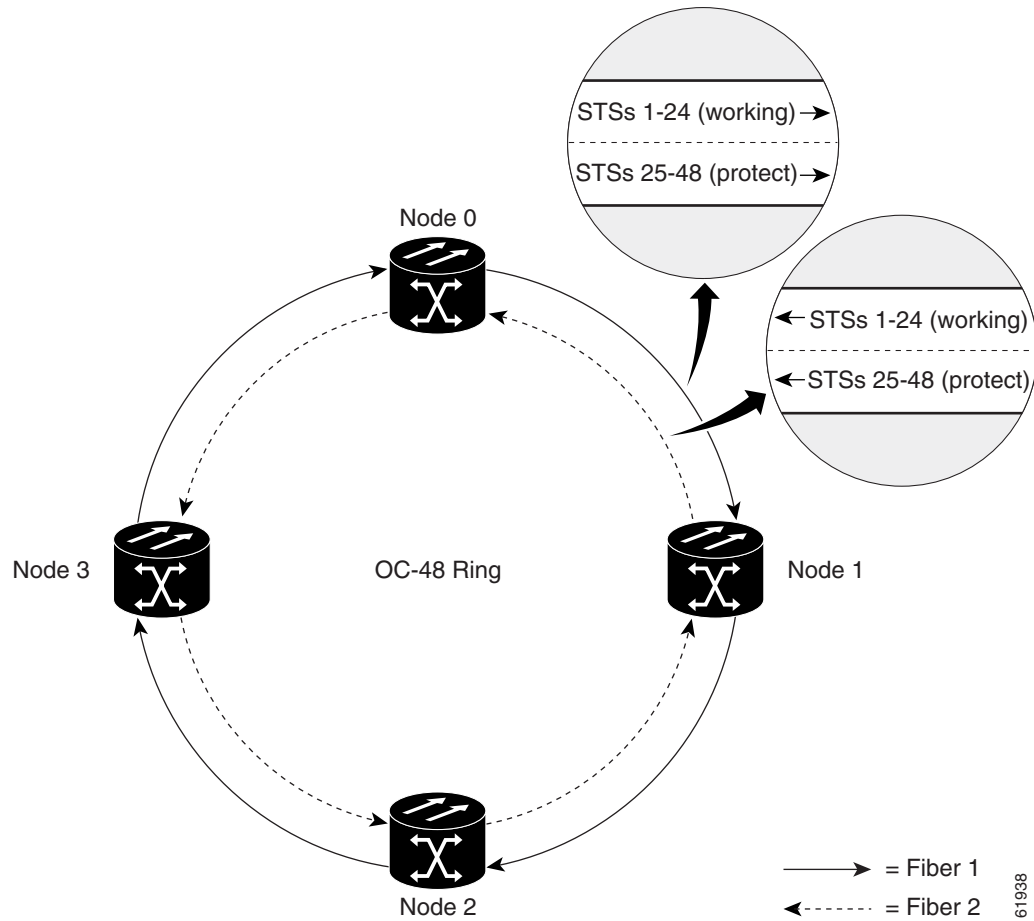 STSs 1-24 (working)
STSs 25-48 (protect)
Node 0
STSs 1-24 (working)
STSs 25-48 (protect)
Node 3
OC-48 Ring
Node 1
Node 2
= Fiber 1
= Fiber 2
61938